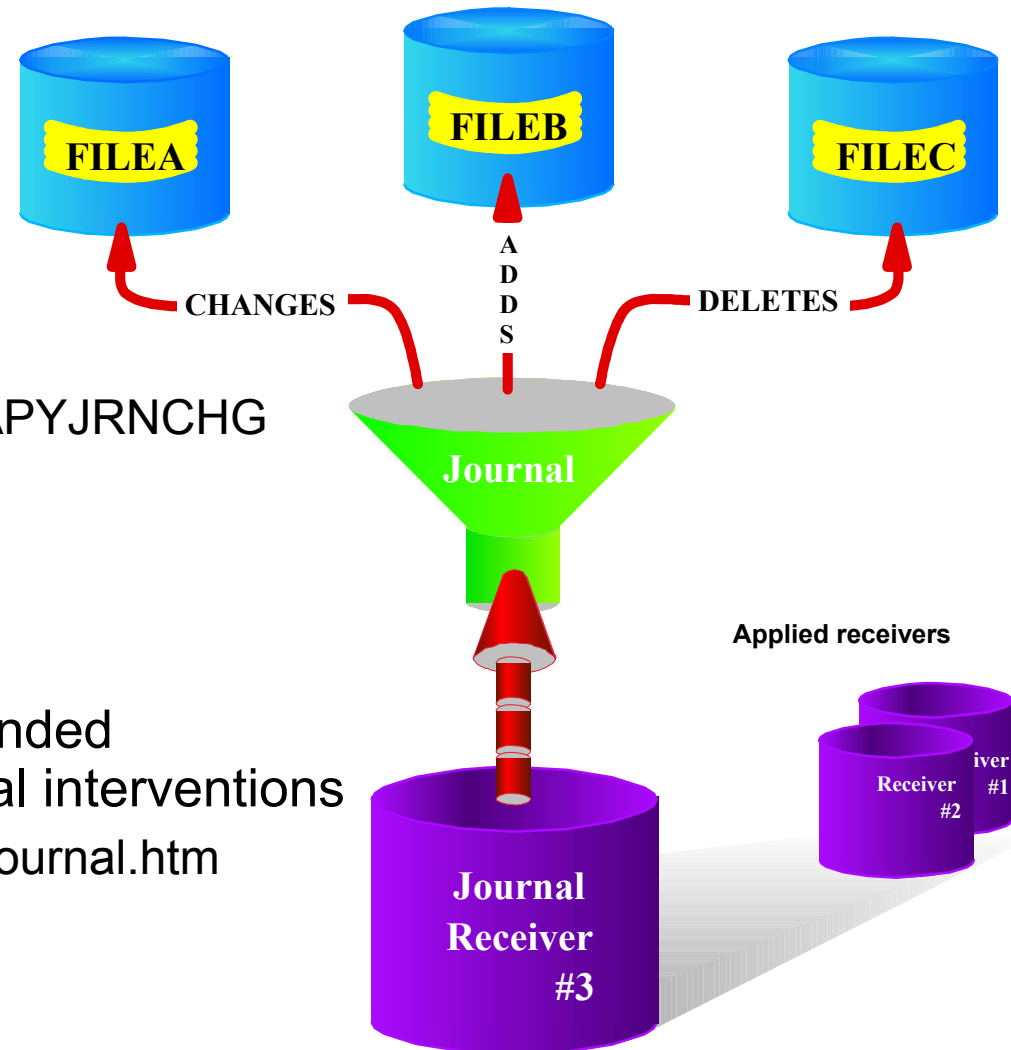 FILEA
FILEB
FILEC
CHANGES
ADDS
DELETES
APYJRNCHG
Journal
Applied receivers
nded
al interventions
ournal.htm
Receiver
#2
iver
#1
Journal
Receiver
#3